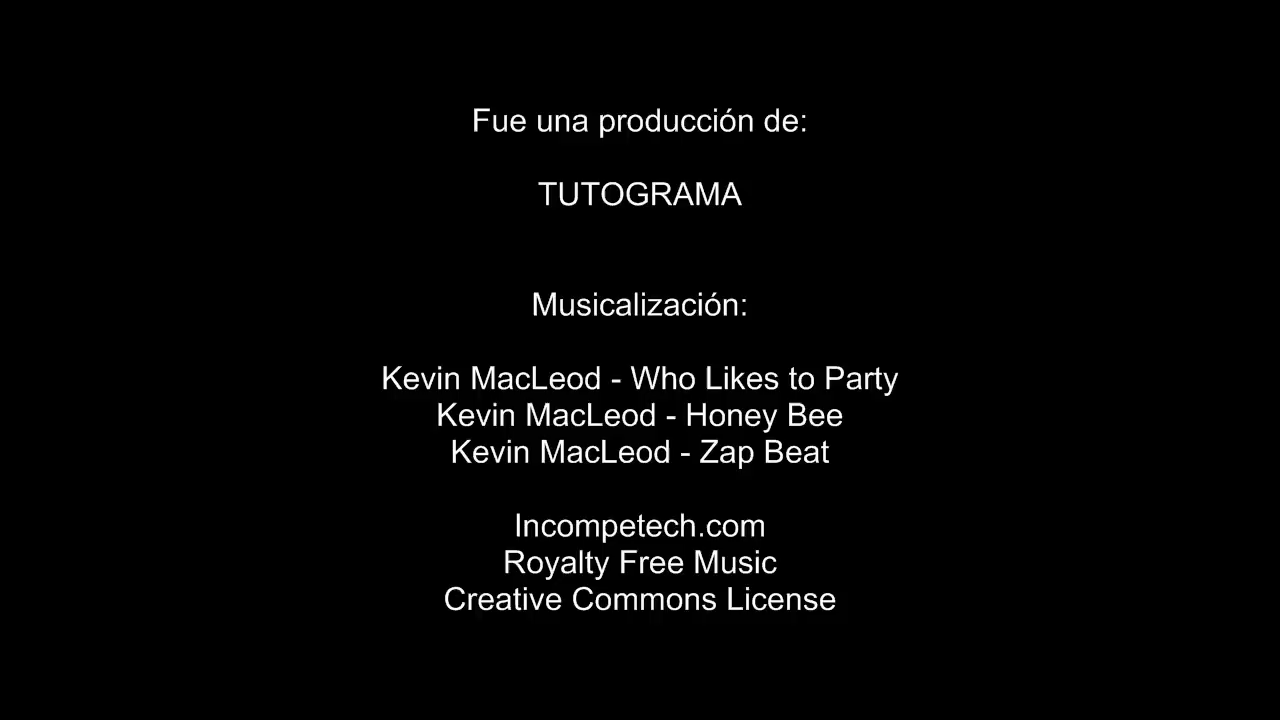 Fue una producción de:
TUTOGRAMA
Musicalización:
Kevin MacLeod - Who Likes to Party
Kevin MacLeod - Honey Bee
Kevin MacLeod - Zap Beat
Incompetech.com
Royalty Free Music
Creative Commons License